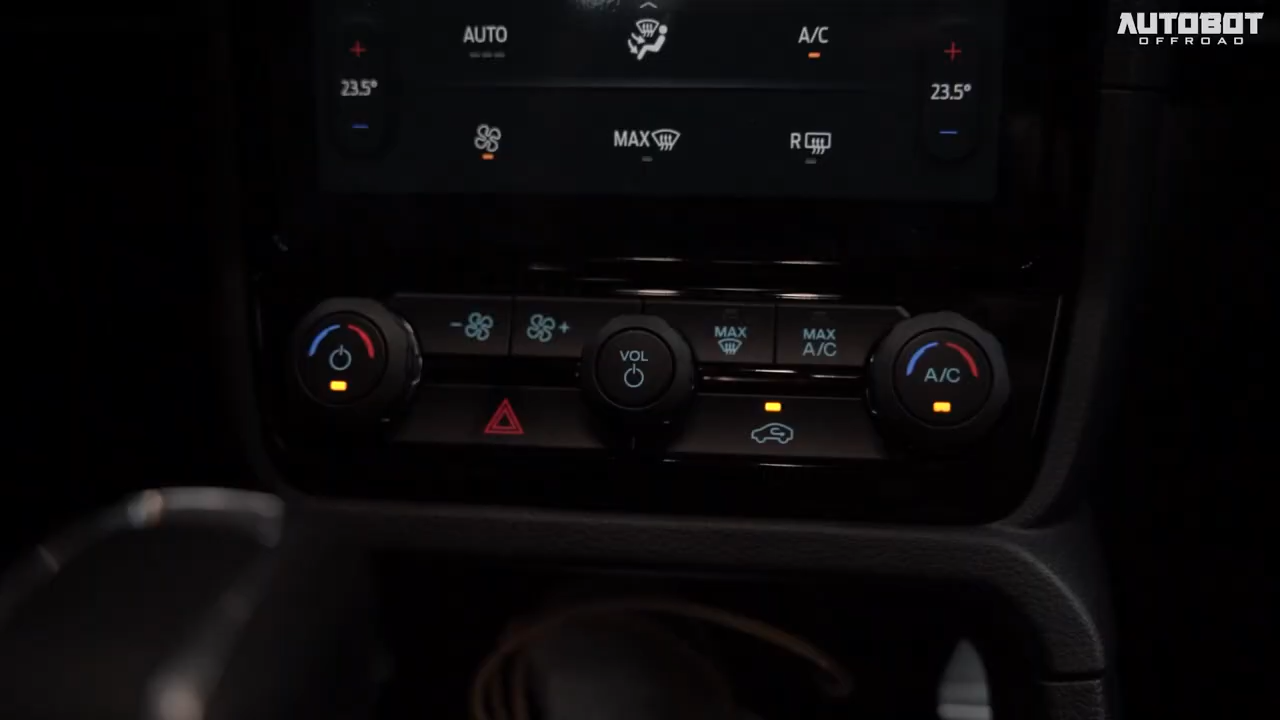 AUTOBOT
OFFROAD
AUTO
A/C
+
+
23.5°
23.5°
MAX
R
VOL
MAX
MAX
A/C
A/C